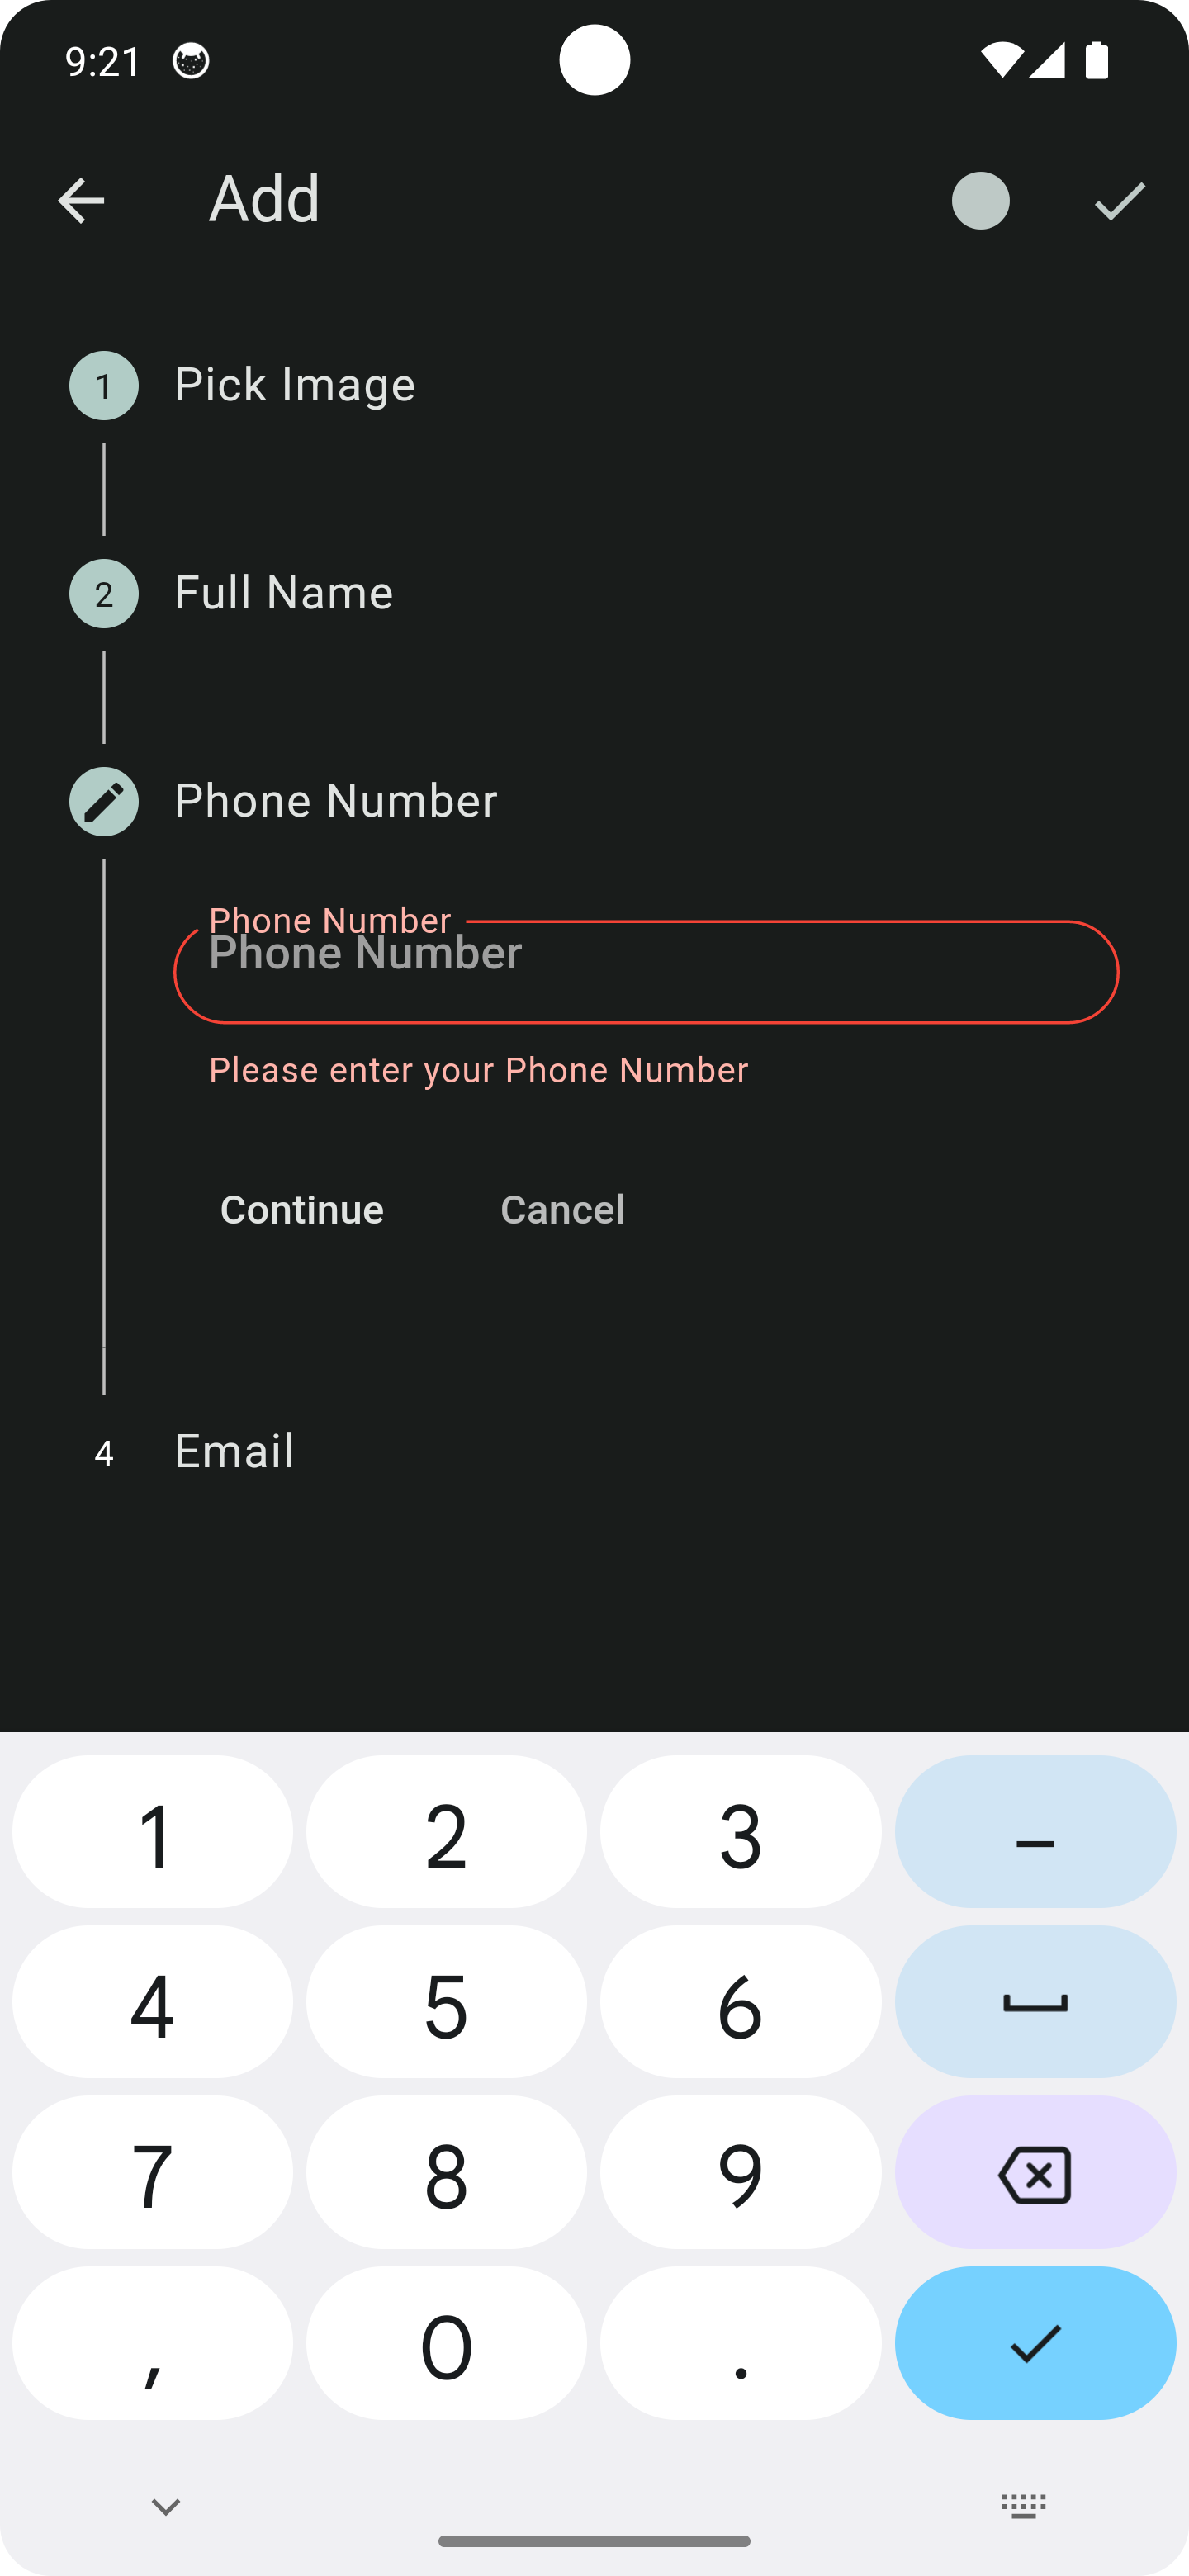 9:21
Add
1 Pick Image
2 Full Name
Phone Number
Phone Number
Phone Number
Please enter your Phone Number
Continue Cancel
4 Email
1 2 3 –
4 5 6
7 8 9
, 0 .